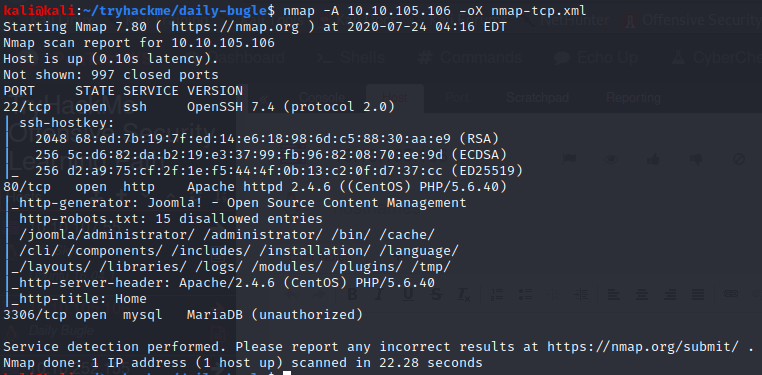 kali@kali:~/tryhackme/daily-bugle$ nmap -A 10.10.105.106 -oX nmap-tcp.xml
Starting Nmap 7.80 ( https://nmap.org ) at 2020-07-24 04:16 EDT
Nmap scan report for 10.10.105.106
Host is up (0.10s latency).
Not shown: 997 closed ports
PORT     STATE SERVICE VERSION
22/tcp   open  ssh     OpenSSH 7.4 (protocol 2.0)
| ssh-hostkey:
|   2048 68:ed:7b:19:7f:ed:14:e6:18:98:6d:c5:88:30:aa:e9 (RSA)
|   256 5c:d6:82:da:b2:19:e3:37:99:fb:96:82:08:70:ee:9d (ECDSA)
|_  256 d2:a9:75:cf:2f:1e:f5:44:4f:0b:13:c2:0f:d7:37:cc (ED25519)
80/tcp   open  http    Apache httpd 2.4.6 ((CentOS) PHP/5.6.40)
|_http-generator: Joomla! - Open Source Content Management
| http-robots.txt: 15 disallowed entries
| /joomla/administrator/ /administrator/ /bin/ /cache/
| /cli/ /components/ /includes/ /installation/ /language/
|_/layouts/ /libraries/ /logs/ /modules/ /plugins/ /tmp/
|_http-server-header: Apache/2.4.6 (CentOS) PHP/5.6.40
|_http-title: Home
3306/tcp open  mysql   MariaDB (unauthorized)
Service detection performed. Please report any incorrect results at https://nmap.org/submit/ .
Nmap done: 1 IP address (1 host up) scanned in 22.28 seconds